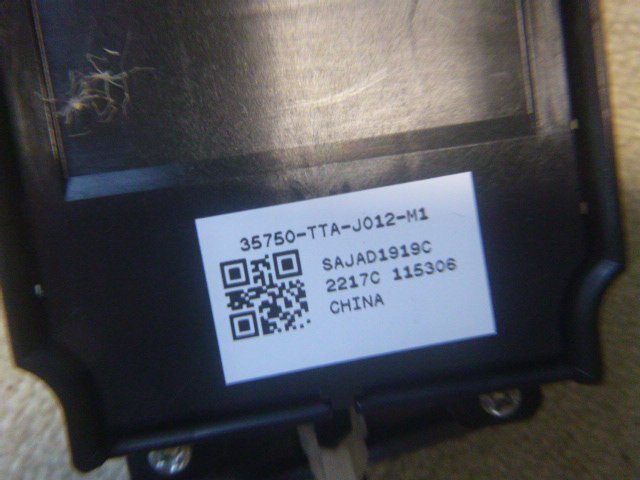 35750-TTA-J012-M1
SAJAD1919C
2217C 115306
CHINA